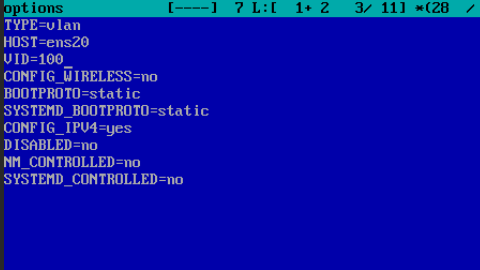 options [----] 7 L:[ 1+ 2 3/ 11] *(28 /
TYPE=vlan
HOST=ens20
VID=100
CONFIG_WIRELESS=no
BOOTPROTO=static
SYSTEMD_BOOTPROTO=static
CONFIG_IPV4=yes
DISABLED=no
NM_CONTROLLED=no
SYSTEMD_CONTROLLED=no